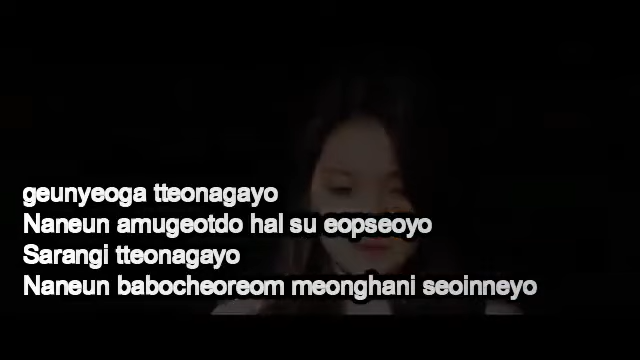 geunyeoga tteonagayo
Naneun amugeotdo hal su eopseoyo
Sarangi tteonagayo
Naneun babocheoreom meonghani seoinneyo